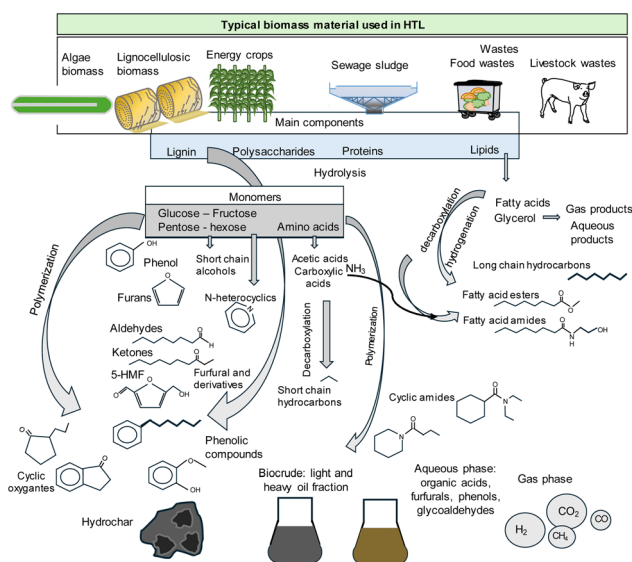 Typical biomass material used in HTL
Algae
biomass
Lignocellulosic
biomass
Energy crops
Sewage sludge
Wastes
Food wastes
Livestock wastes
Main components
Lignin
Polysaccharides
Proteins
Lipids
Hydrolysis
Monomers
Glucose – Fructose
Pentose - hexose
Amino acids
decarboxylation
hydrogenation
Fatty acids
Glycerol
Gas products
Aqueous
products
Polymerization
OH
Phenol
O
Furans
Short chain
alcohols
N-heterocyclics
N
Acetic acids
Carboxylic
acids
NH3
Long chain hydrocarbons
Fatty acid esters
O
O
Fatty acid amides
O
N
H
OH
Aldehydes
O
H
Ketones
O
5-HMF
O
O
OH
Furfural and
derivatives
Decarboxylation
Short chain
hydrocarbons
Polymerization
Cyclic amides
O
N
O
N
Phenolic
compounds
O
O
Cyclic
oxygantes
O
OH
Hydrochar
Biocrude: light and
heavy oil fraction
Aqueous phase:
organic acids,
furfurals, phenols,
glycoaldehydes
Gas phase
H2
CO2
CH4
CO